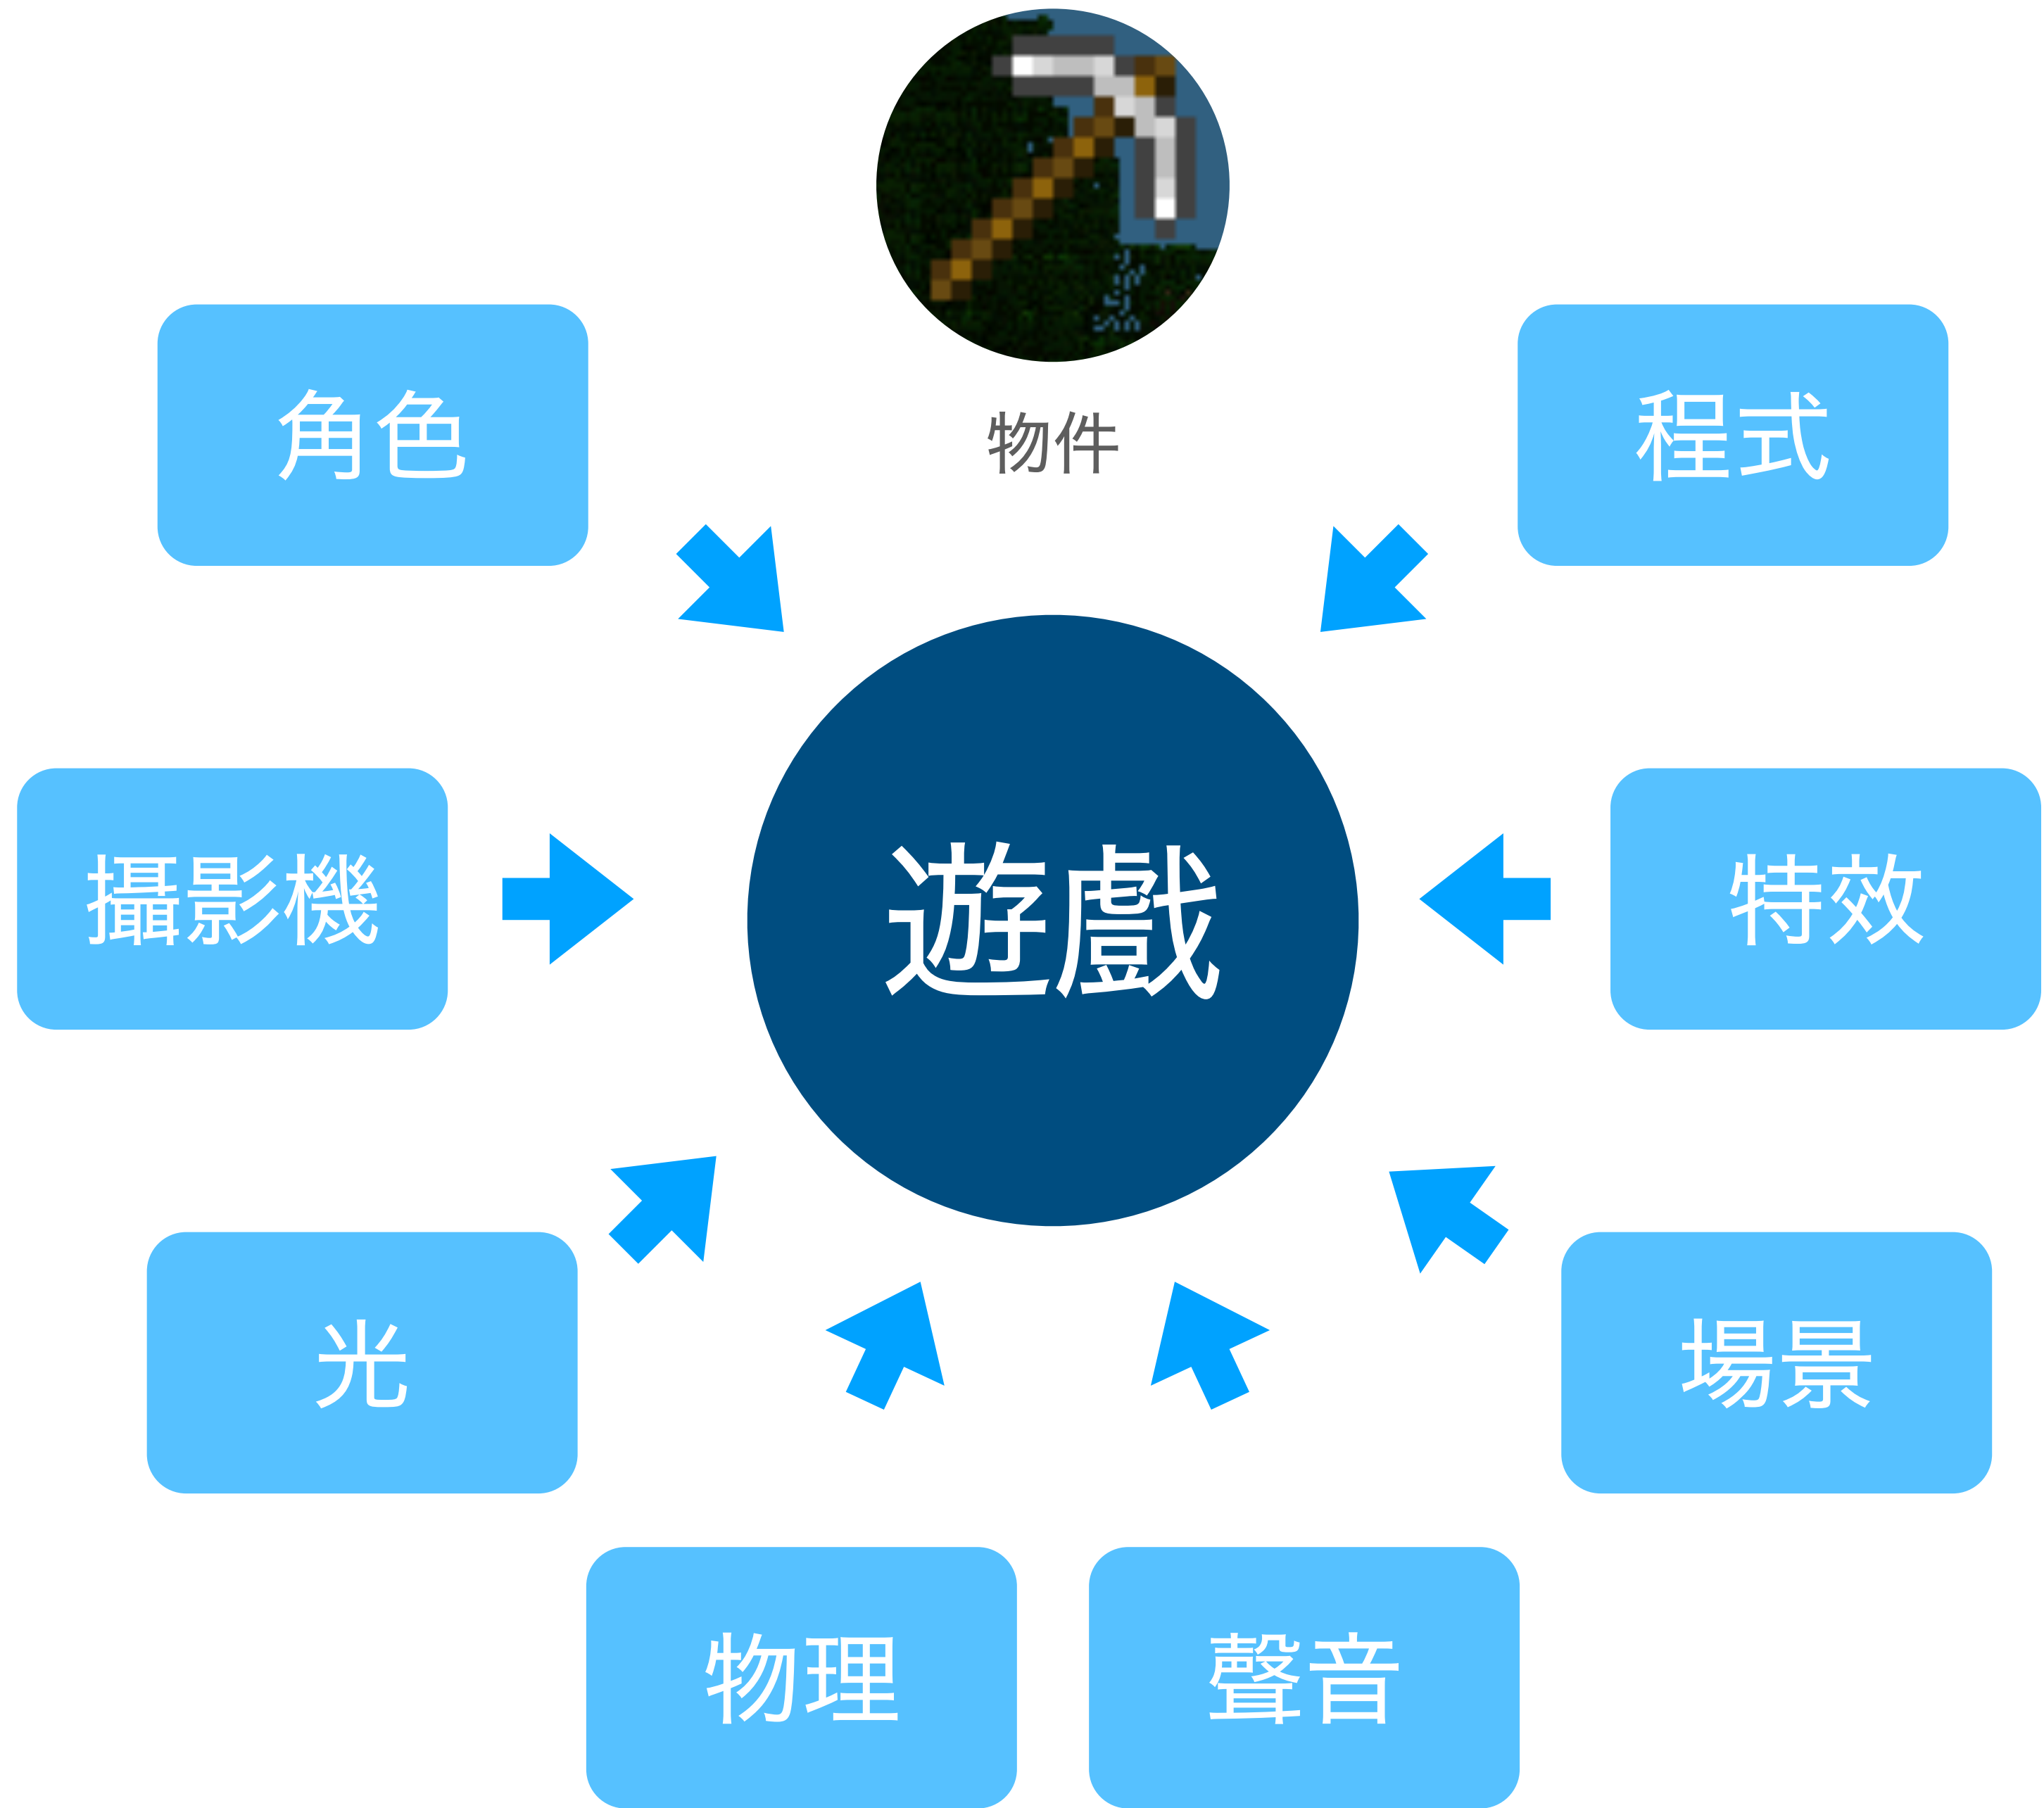 物件
角色
程式
攝影機
遊戲
特效
光
場景
物理
聲音